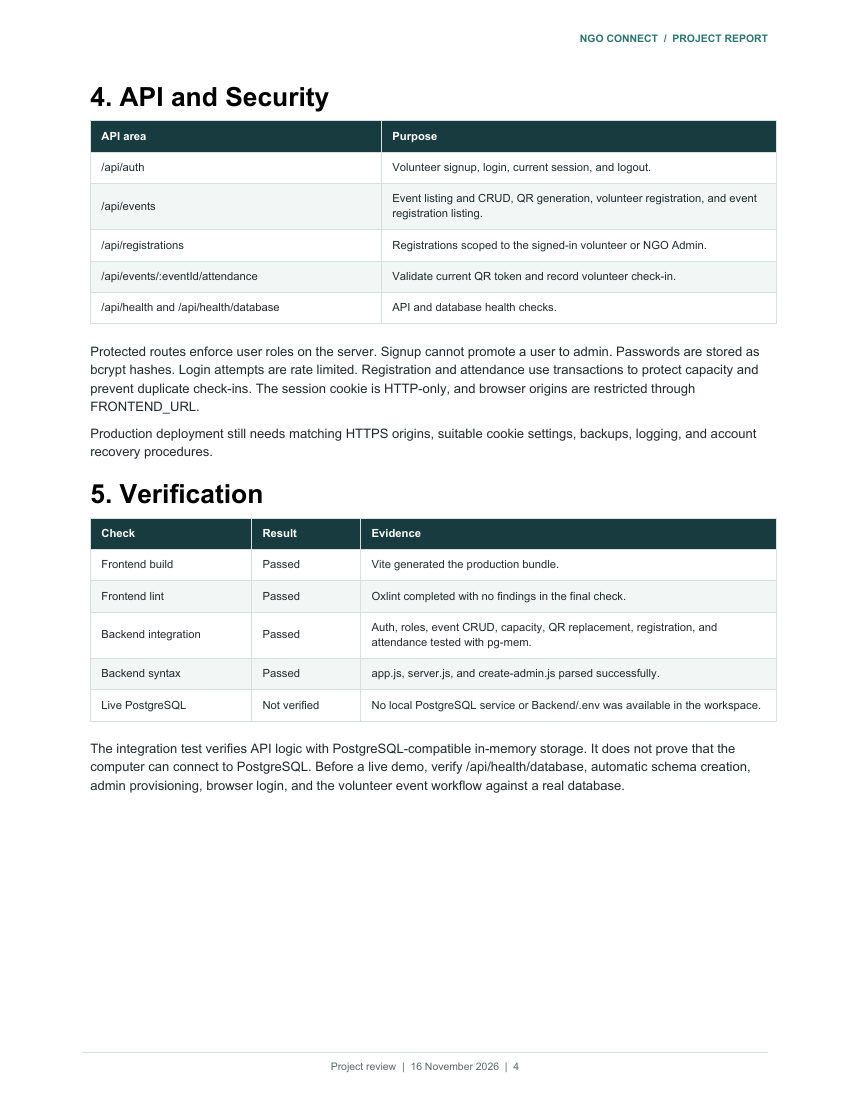 NGO CONNECT / PROJECT REPORT
4. API and Security
API area Purpose
/api/auth Volunteer signup, login, current session, and logout.
/api/events Event listing and CRUD, QR generation, volunteer registration, and event
registration listing.
/api/registrations Registrations scoped to the signed-in volunteer or NGO Admin.
/api/events/:eventId/attendance Validate current QR token and record volunteer check-in.
/api/health and /api/health/database API and database health checks.
Protected routes enforce user roles on the server. Signup cannot promote a user to admin. Passwords are stored as
bcrypt hashes. Login attempts are rate limited. Registration and attendance use transactions to protect capacity and
prevent duplicate check-ins. The session cookie is HTTP-only, and browser origins are restricted through
FRONTEND_URL.
Production deployment still needs matching HTTPS origins, suitable cookie settings, backups, logging, and account
recovery procedures.
5. Verification
Check Result Evidence
Frontend build Passed Vite generated the production bundle.
Frontend lint Passed Oxlint completed with no findings in the final check.
Backend integration Passed Auth, roles, event CRUD, capacity, QR replacement, registration, and
attendance tested with pg-mem.
Backend syntax Passed app.js, server.js, and create-admin.js parsed successfully.
Live PostgreSQL Not verified No local PostgreSQL service or Backend/.env was available in the workspace.
The integration test verifies API logic with PostgreSQL-compatible in-memory storage. It does not prove that the
computer can connect to PostgreSQL. Before a live demo, verify /api/health/database, automatic schema creation,
admin provisioning, browser login, and the volunteer event workflow against a real database.
Project review | 16 November 2026 | 4